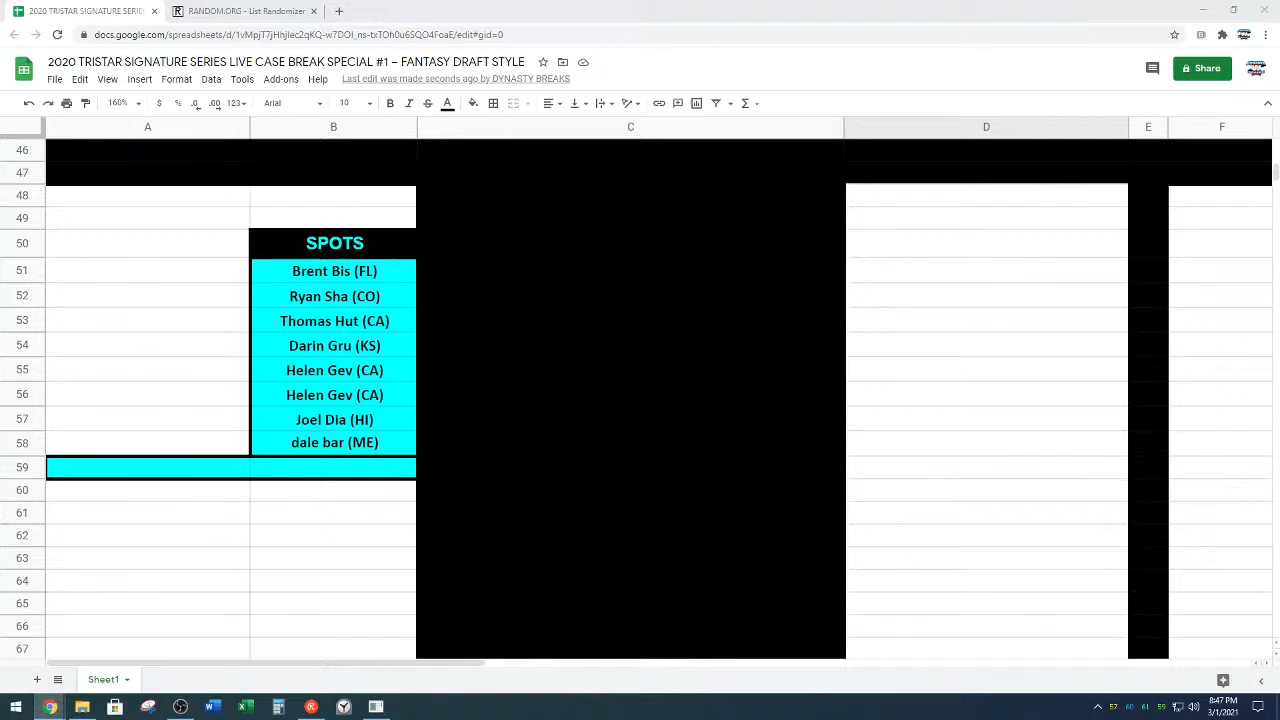 2020 TRISTAR SIGNATURE SERIES
RANDOM.ORG - List Randomizer
docs.google.com/spreadsheets/d/1vMpjT7jHhjlec2qKQ-w7DOI_ns-txTOh0u6SQO4FoaE/edit#gid=0
2020 TRISTAR SIGNATURE SERIES LIVE CASE BREAK SPECIAL #1 – FANTASY DRAFT STYLE
Share
File Edit View Insert Format Data Tools Add-ons Help Last edit was made seconds ago by DYNASTY BREAKS
160% $ % .0 .00 123 Arial 10 B I S A
A B C D E F
46
47
48
49
50 SPOTS
51 Brent Bis (FL)
52 Ryan Sha (CO)
53 Thomas Hut (CA)
54 Darin Gru (KS)
55 Helen Gev (CA)
56 Helen Gev (CA)
57 Joel Dia (HI)
58 dale bar (ME)
59
60
61
62
63
64
65
66
67
Sheet1
57 60 61 59
8:47 PM
3/1/2021